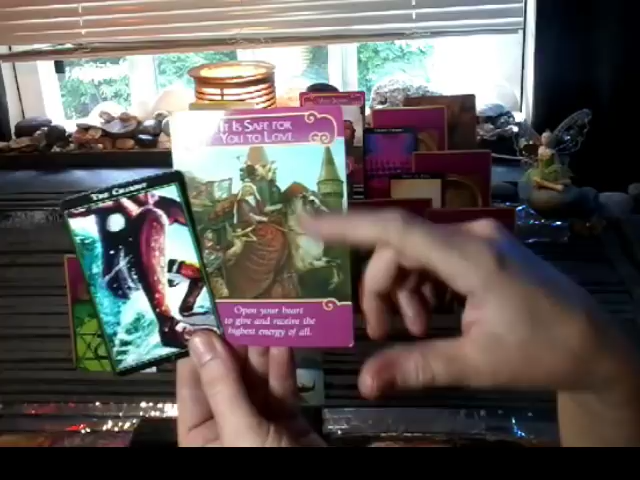 It Is Safe for
You to Love
The Chariot
Open your heart
to give and receive the
highest energy of all.